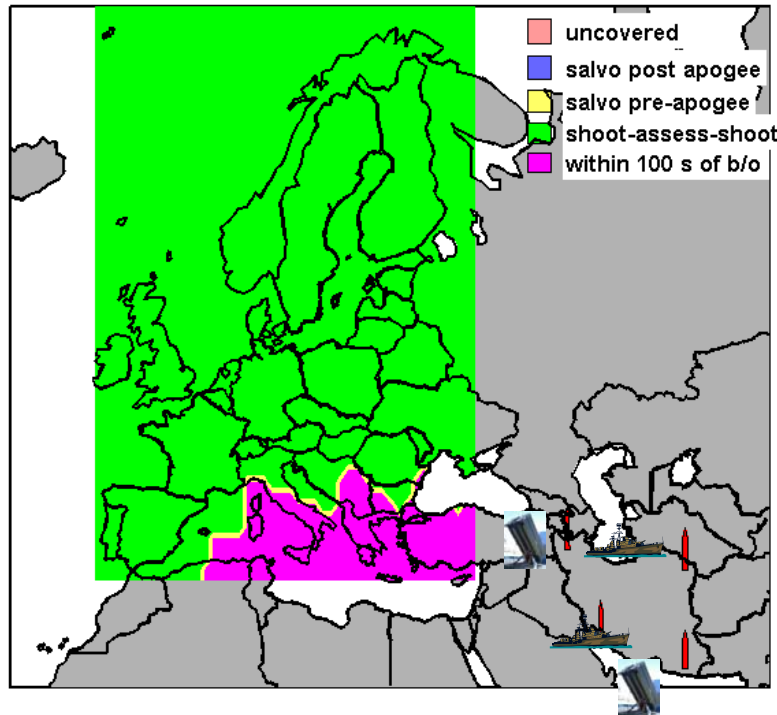 uncovered
salvo post apogee
salvo pre-apogee
shoot-assess-shoot
within 100 s of b/o